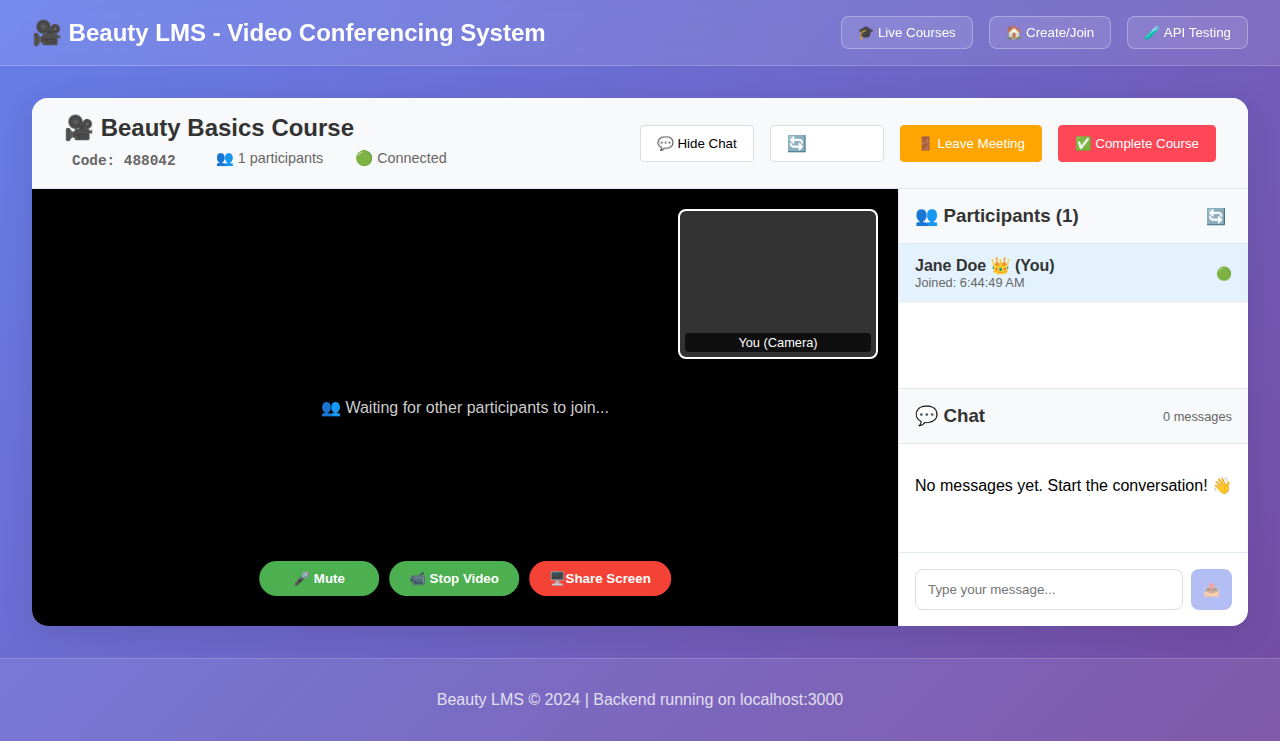 🎥 Beauty LMS - Video Conferencing System
🎓 Live Courses
🏠 Create/Join
🧪 API Testing
🎥 Beauty Basics Course
Code: 488042
👥 1 participants
🟢 Connected
💬 Hide Chat
🔄
🚪 Leave Meeting
✅ Complete Course
You (Camera)
👥 Waiting for other participants to join...
🎤 Mute
📹 Stop Video
🖥️Share Screen
👥 Participants (1)
🔄
Jane Doe 👑 (You)
Joined: 6:44:49 AM
🟢
💬 Chat
0 messages
No messages yet. Start the conversation! 👋
Type your message...
📤
Beauty LMS © 2024 | Backend running on localhost:3000